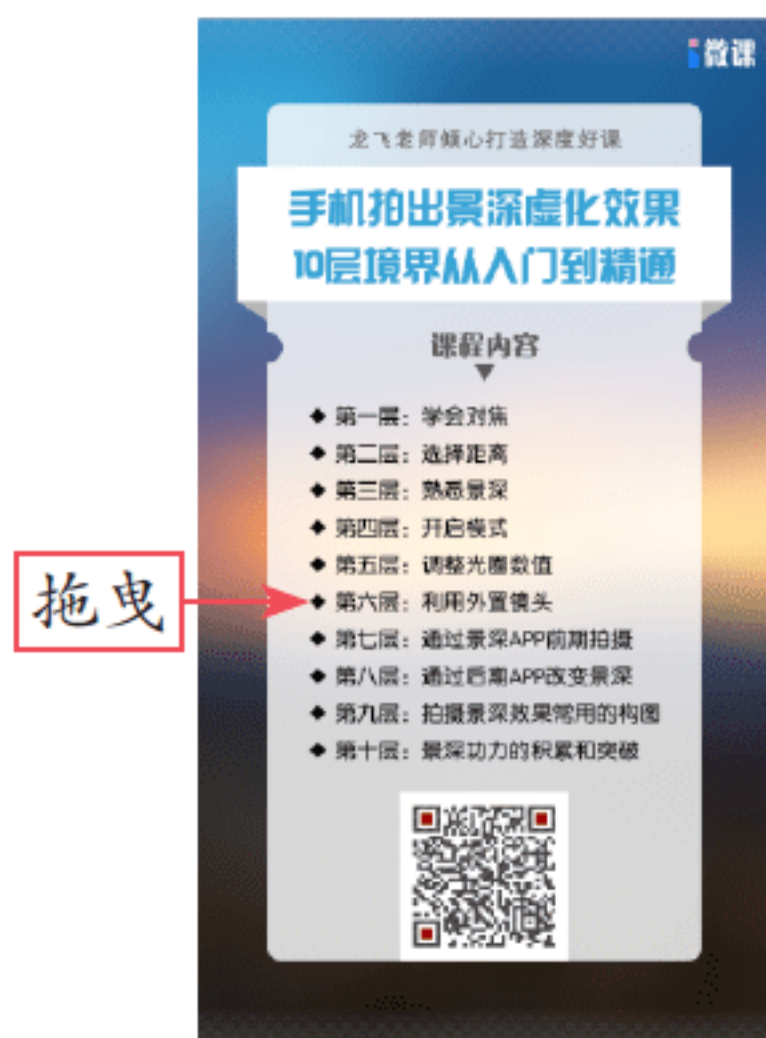 微课
龙飞老师倾心打造深度好课
手机拍出景深虚化效果
10层境界从入门到精通
课程内容
◆ 第一层：学会对焦
◆ 第二层：选择距离
◆ 第三层：熟悉景深
◆ 第四层：开启模式
◆ 第五层：调整光圈数值
拖曳
◆ 第六层：利用外置镜头
◆ 第七层：通过景深APP前期拍摄
◆ 第八层：通过后期APP改变景深
◆ 第九层：拍摄景深效果常用的构图
◆ 第十层：景深功力的积累和突破